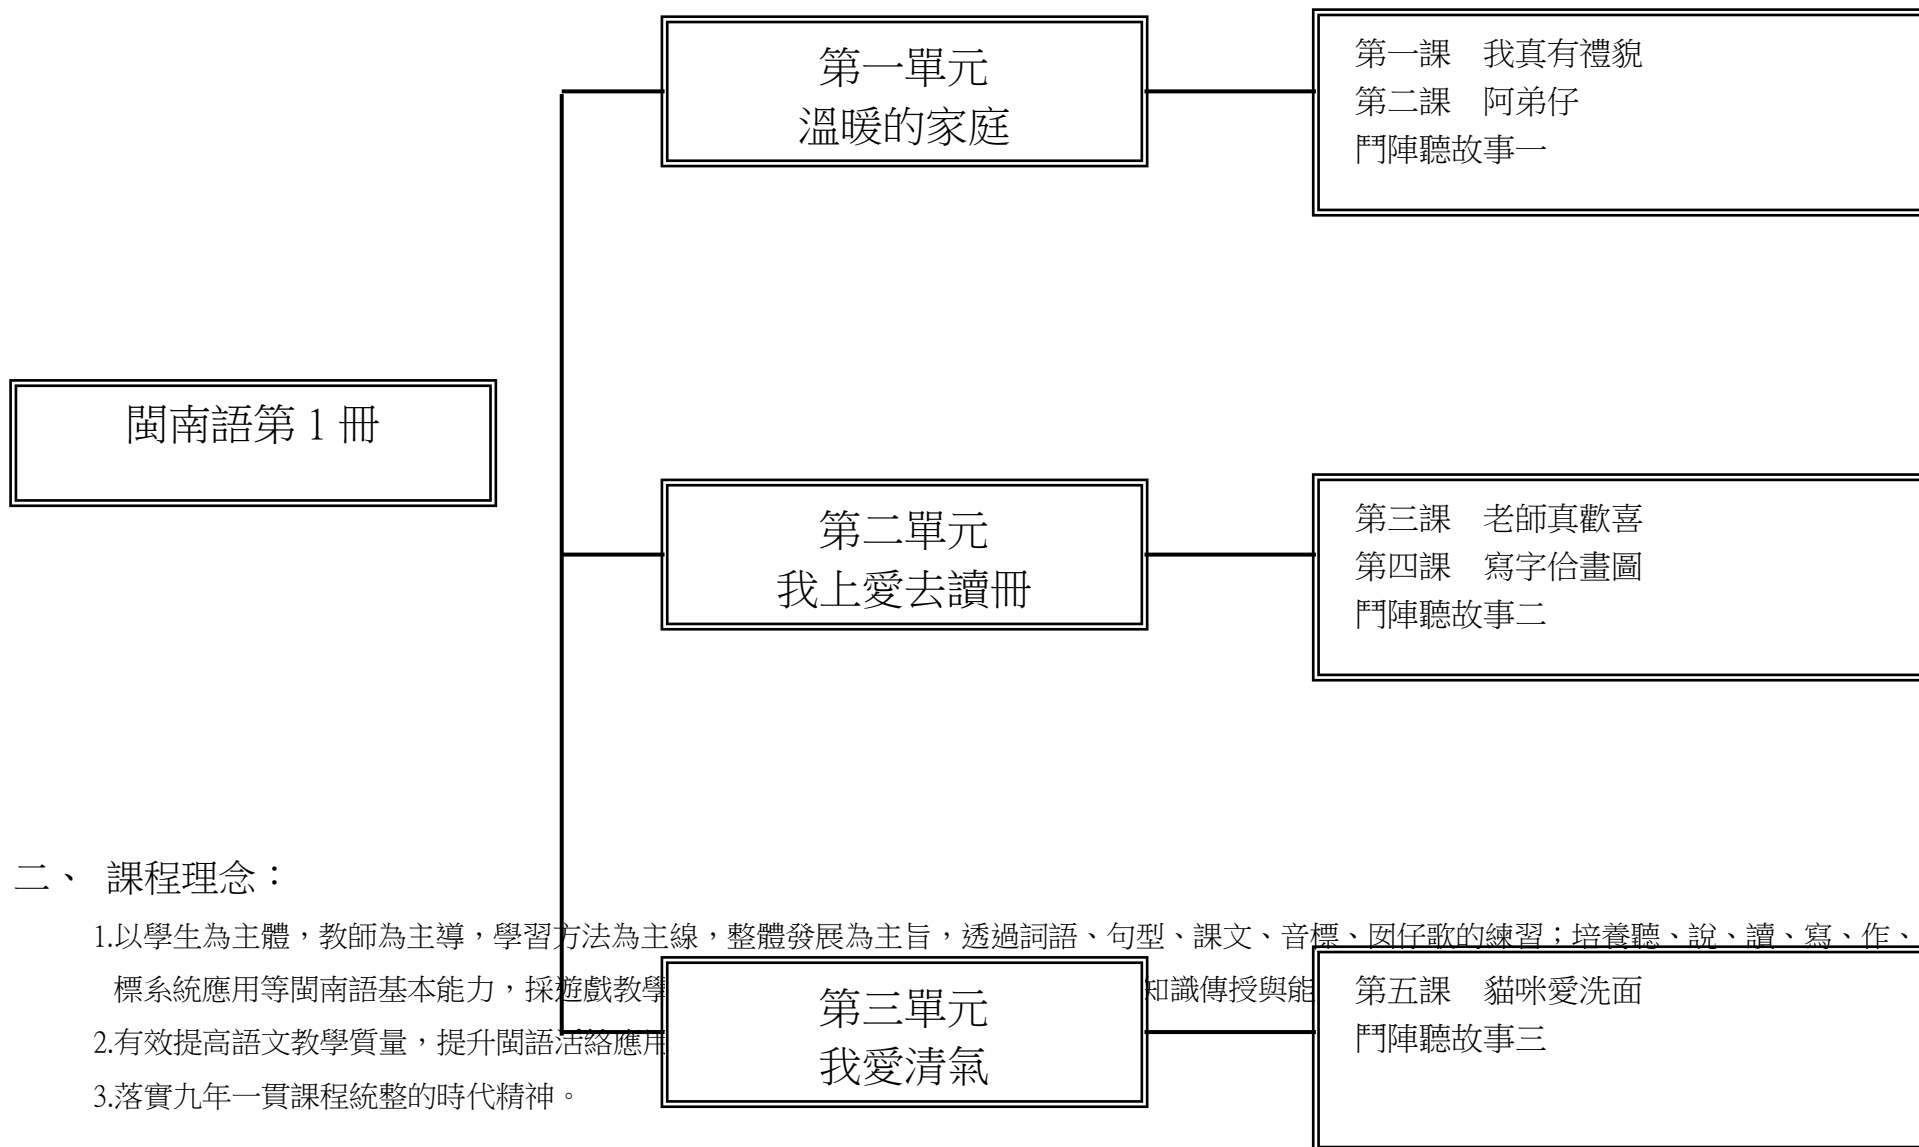 第一單元
溫暖的家庭
第一課 我真有禮貌
第二課 阿弟仔
鬥陣聽故事一
閩南語第 1 冊
第二單元
我上愛去讀冊
第三課 老師真歡喜
第四課 寫字佮畫圖
鬥陣聽故事二
二、 課程理念：
1.以學生為主體，教師為主導，學習方法為主線，整體發展為主旨，透過詞語、句型、課文、音標、囡仔歌的練習；培養聽、說、讀、寫、作、
標系統應用等閩南語基本能力，採遊戲教學
知識傳授與能
2.有效提高語文教學質量，提升閩語活絡應用
3.落實九年一貫課程統整的時代精神。
第三單元
我愛清氣
第五課 貓咪愛洗面
鬥陣聽故事三